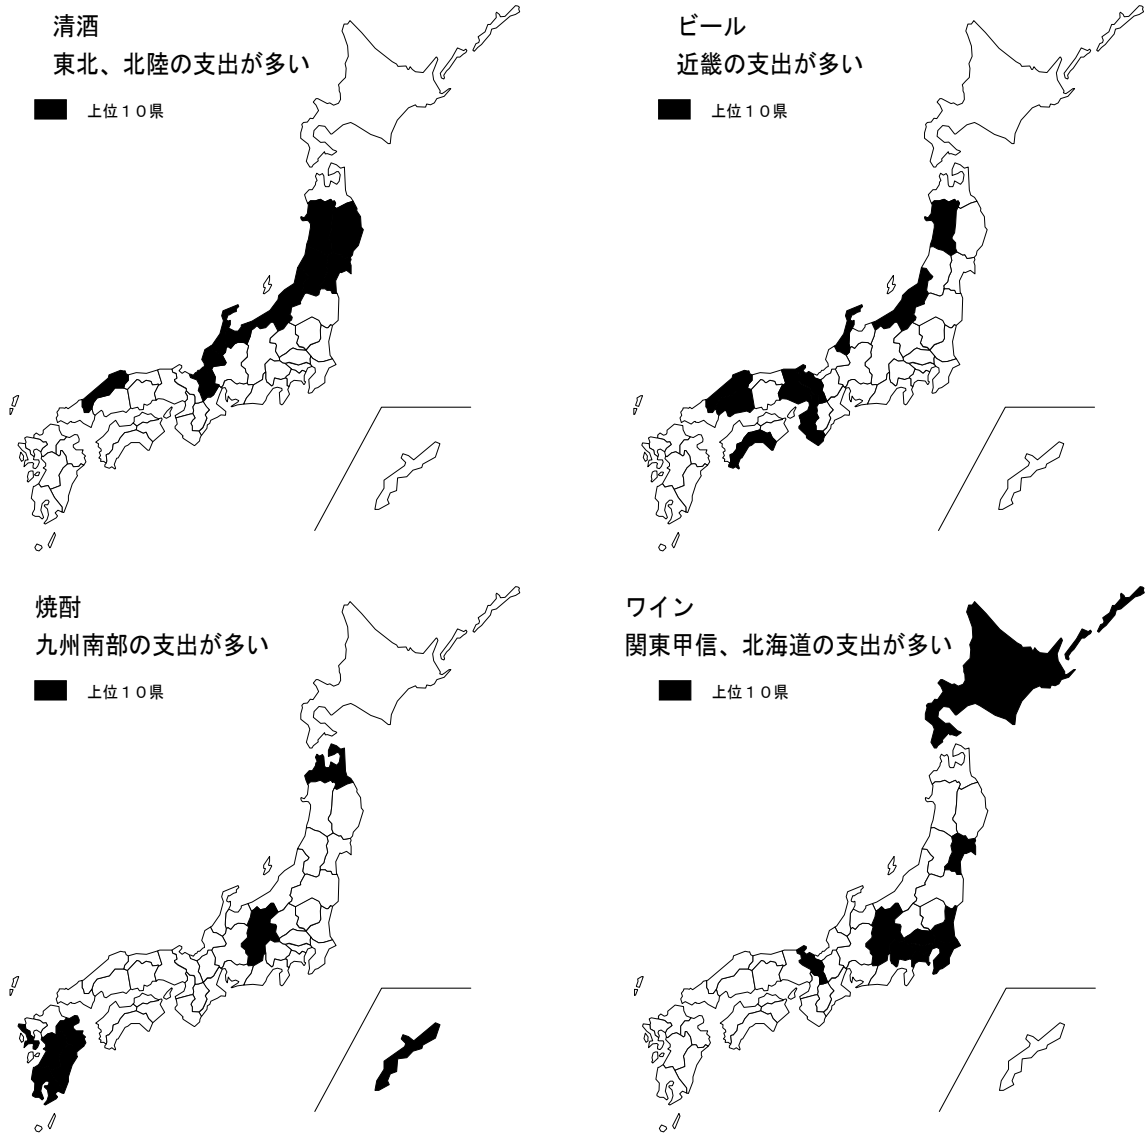 清酒
東北、北陸の支出が多い
上位１０県
ビール
近畿の支出が多い
上位１０県
焼酎
九州南部の支出が多い
上位１０県
ワイン
関東甲信、北海道の支出が多い
上位１０県